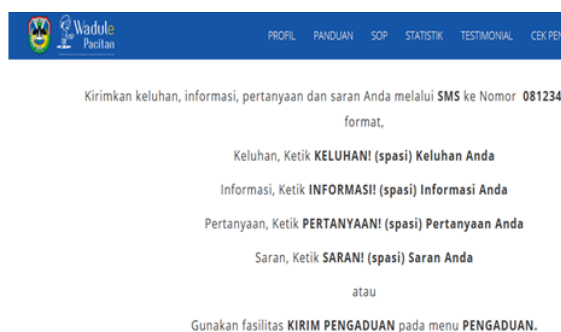 Wadule
Pacitan
PROFIL PANDUAN SOP STATISTIK TESTIMONIAL CEK PEN
Kirimkan keluhan, informasi, pertanyaan dan saran Anda melalui SMS ke Nomor 081234
format,
Keluhan, Ketik KELUHAN! (spasi) Keluhan Anda
Informasi, Ketik INFORMASI! (spasi) Informasi Anda
Pertanyaan, Ketik PERTANYAAN! (spasi) Pertanyaan Anda
Saran, Ketik SARAN! (spasi) Saran Anda
atau
Gunakan fasilitas KIRIM PENGADUAN pada menu PENGADUAN.